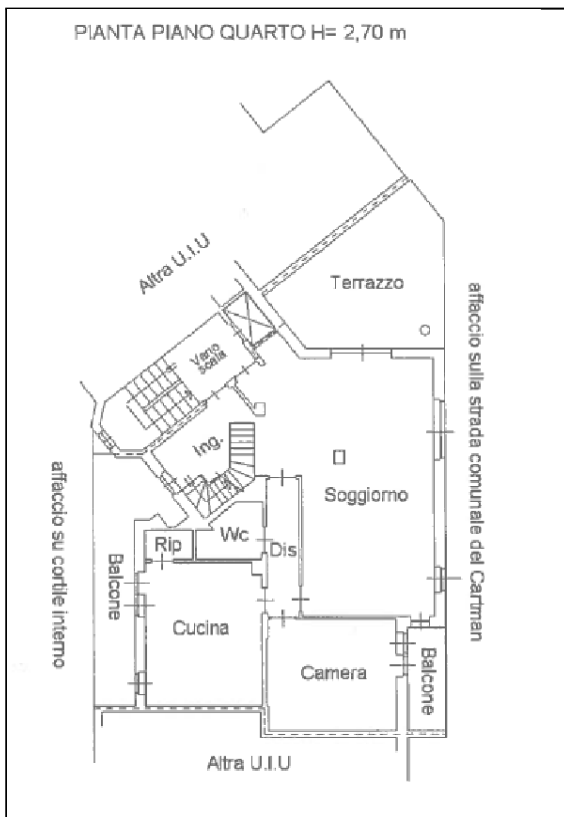 PIANTA PIANO QUARTO H= 2,70 m
Altra U.I.U
Terrazzo
Vano
scala
Ing.
Soggiorno
affaccio sulla strada comunale del Cartman
affaccio su cortile interno
Balcone
Rip
Wc
Dis
Cucina
Camera
Balcone
Altra U.I.U